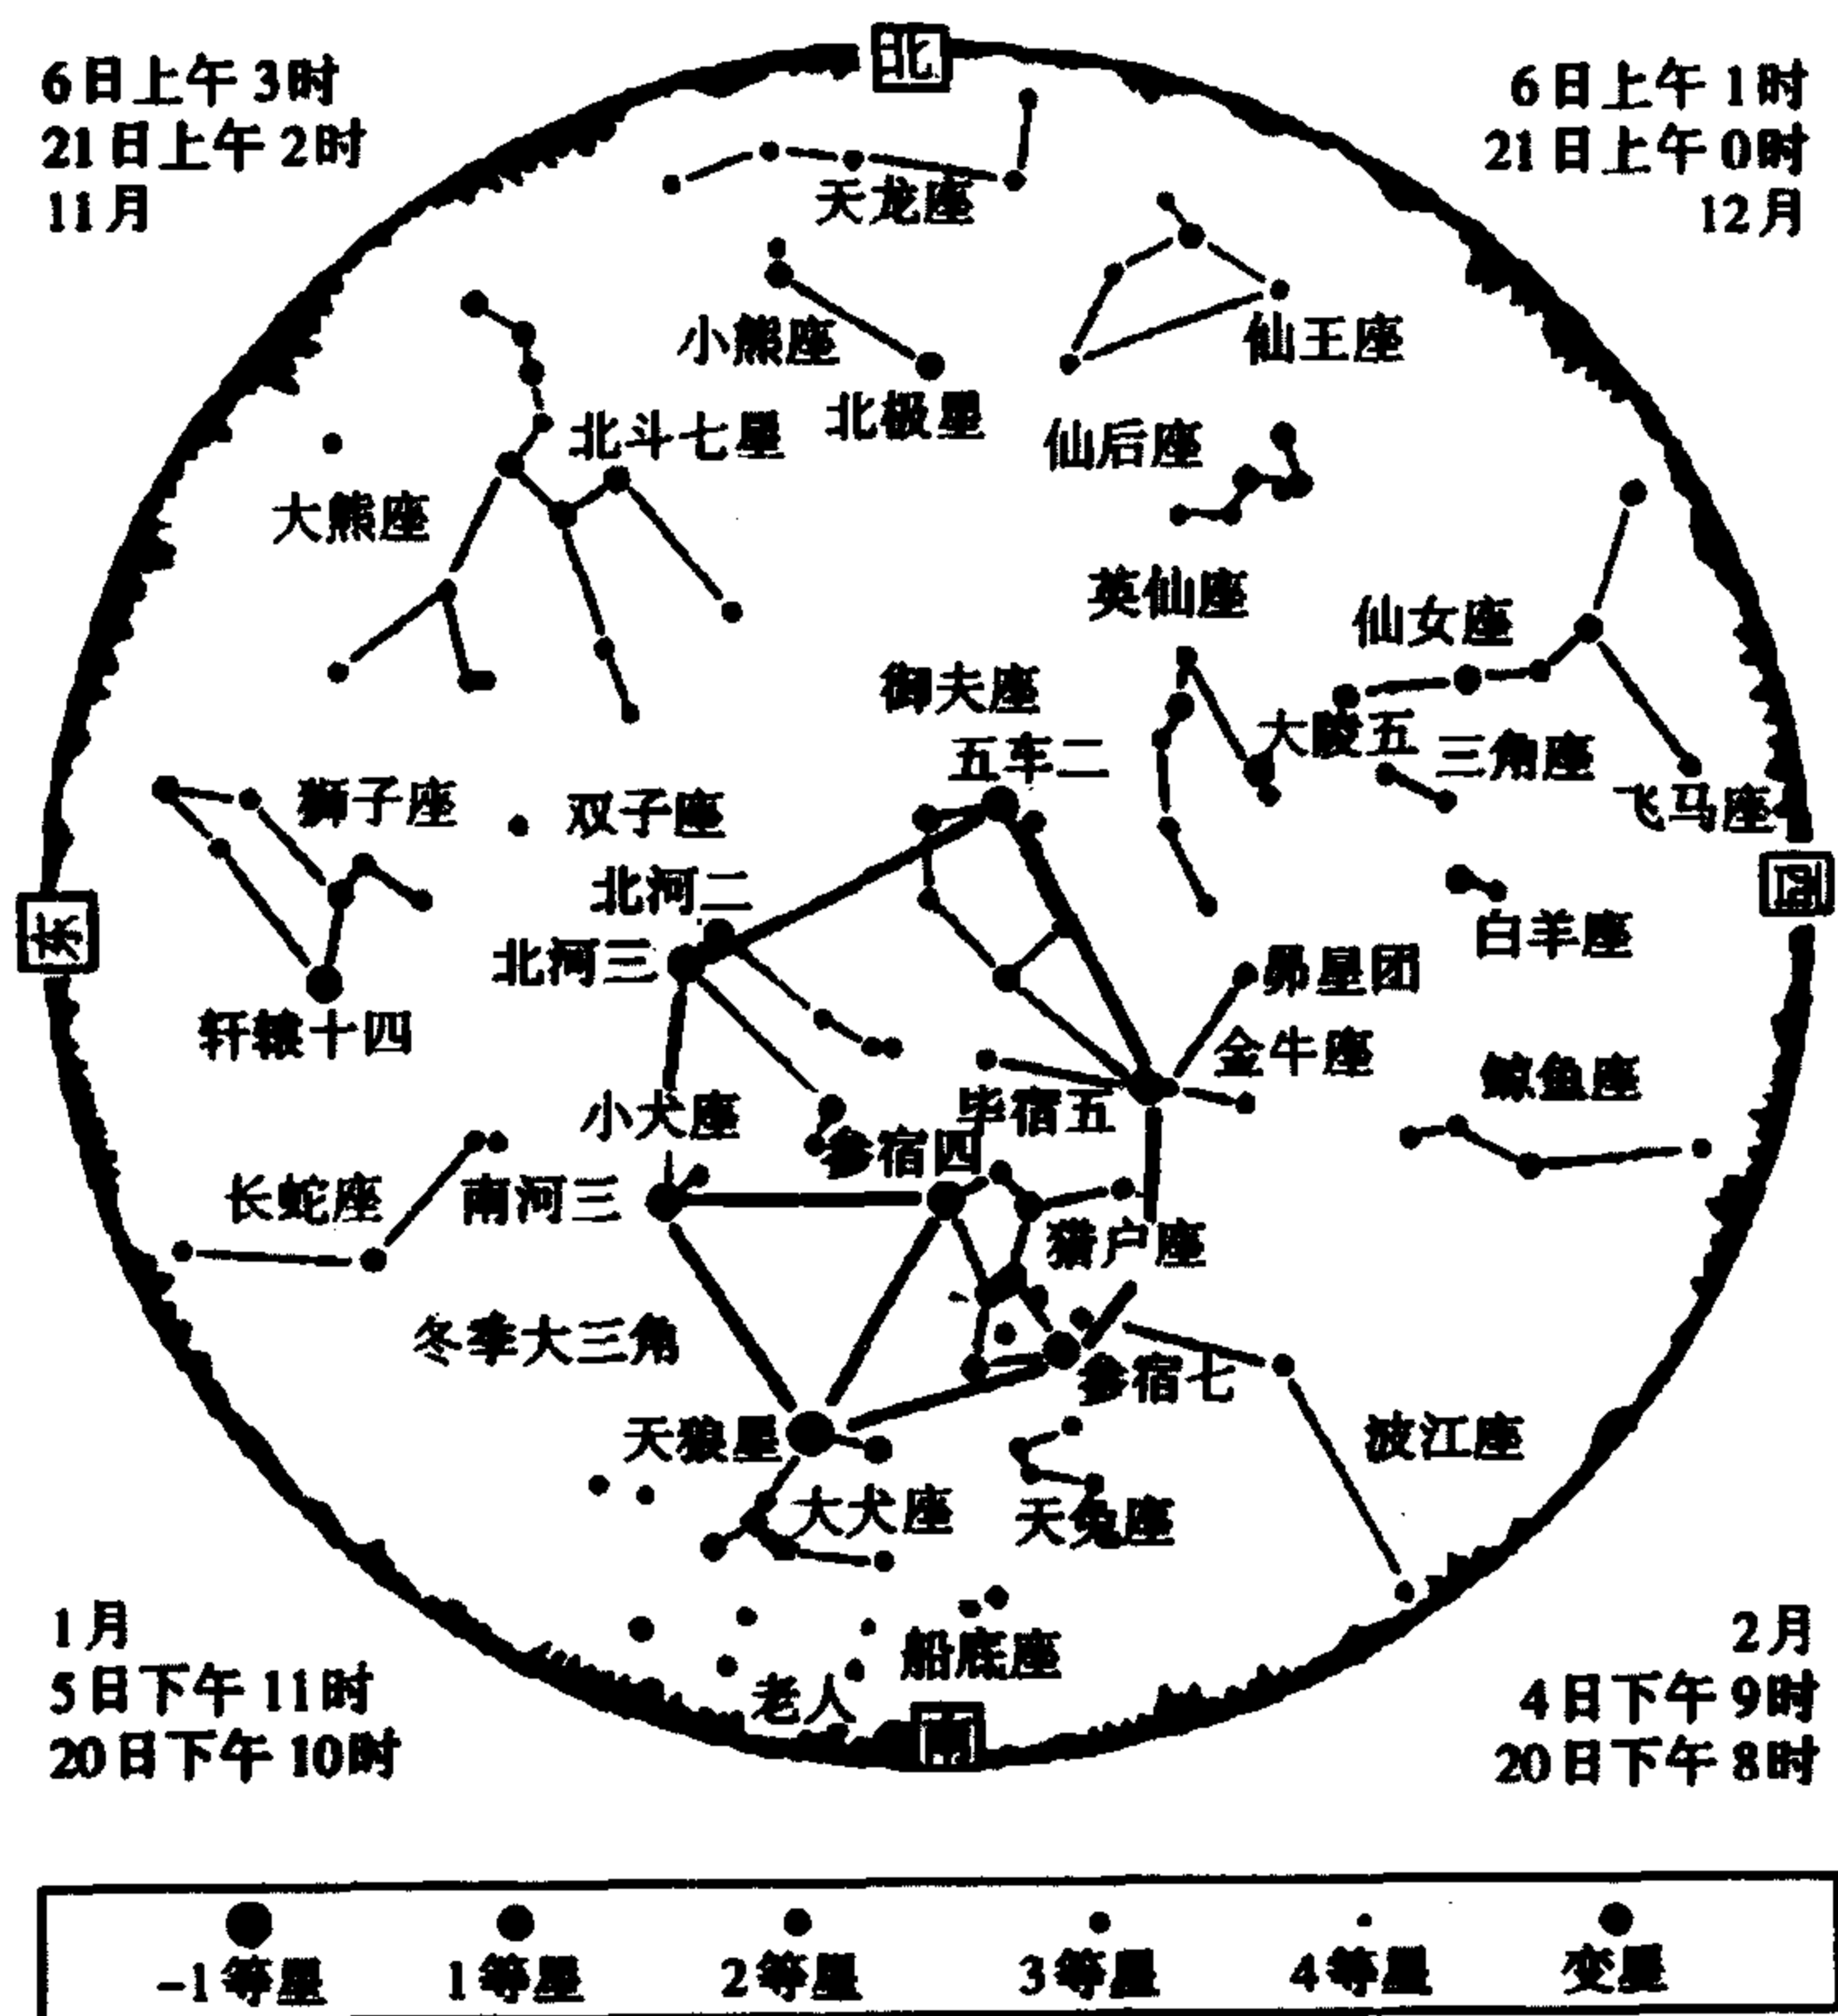 北
6日上午3时
21日上午2时
11月
6日上午1时
21日上午0时
12月
天龙座
小熊座
仙王座
北极星
北斗七星
仙后座
大熊座
英仙座
仙女座
御夫座
大陵五
五车二
三角座
狮子座
双子座
飞马座
北河二
白羊座
北河三
昴星团
轩辕十四
金牛座
鲸鱼座
小犬座
毕宿五
参宿四
长蛇座
南河三
猎户座
冬季大三角
参宿七
天狼星
波江座
大犬座
天兔座
船底座
老人
南
1月
5日下午11时
20日下午10时
2月
4日下午9时
20日下午8时
-1等星
1等星
2等星
3等星
4等星
变星